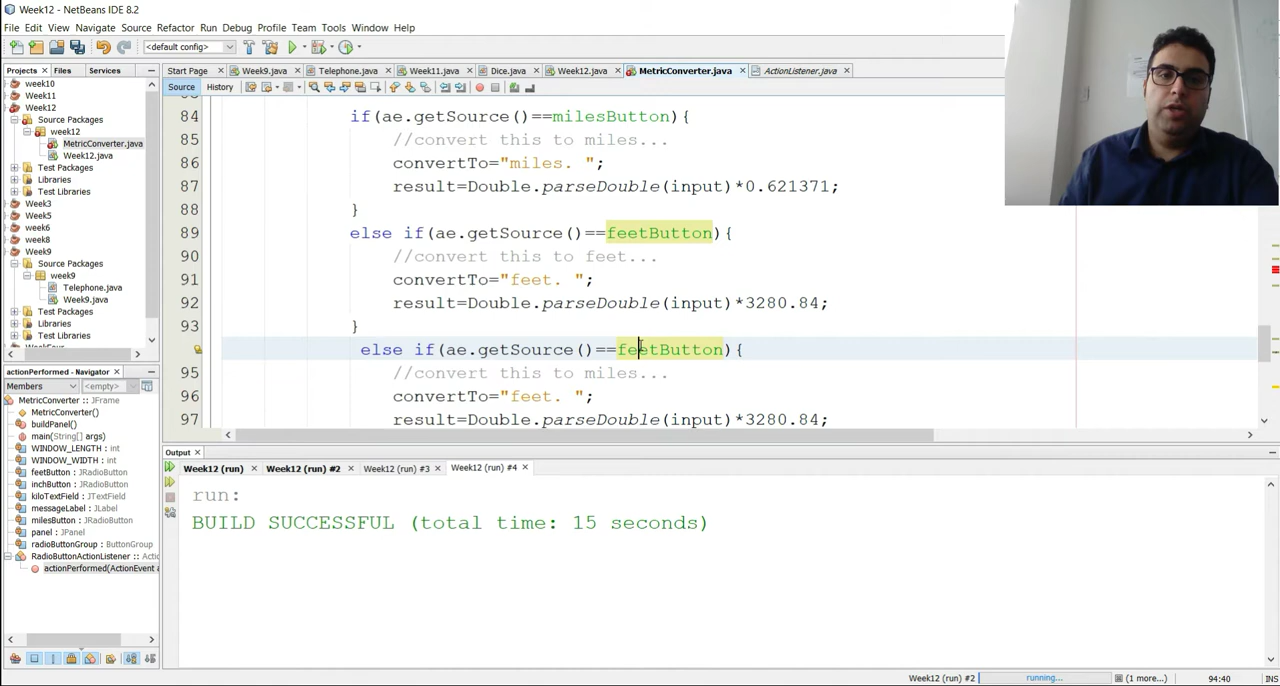 Week12 - NetBeans IDE 8.2
File Edit View Navigate Source Refactor Run Debug Profile Team Tools Window Help
<default config>
Projects Files Services
Start Page Week9.java Telephone.java Week11.java Dice.java Week12.java MetricConverter.java ActionListener.java
Source History
week10
Week11
Week12
Source Packages
week12
MetricConverter.java
Week12.java
Test Packages
Libraries
Test Libraries
Week3
Week5
week6
week8
Week9
Source Packages
week9
Telephone.java
Week9.java
Test Packages
Libraries
Test Libraries
84 if(ae.getSource()==milesButton){
85 //convert this to miles...
86 convertTo="miles. ";
87 result=Double.parseDouble(input)*0.621371;
88 }
89 else if(ae.getSource()==feetButton){
90 //convert this to feet...
91 convertTo="feet. ";
92 result=Double.parseDouble(input)*3280.84;
93 }
else if(ae.getSource()==feetButton){
95 //convert this to miles...
96 convertTo="feet. ";
97 result=Double.parseDouble(input)*3280.84;
actionPerformed - Navigator
Members <empty>
MetricConverter :: JFrame
MetricConverter()
buildPanel()
main(String[] args)
WINDOW_LENGTH : int
WINDOW_WIDTH : int
feetButton : JRadioButton
inchButton : JRadioButton
kiloTextField : JTextField
messageLabel : JLabel
milesButton : JRadioButton
panel : JPanel
radioButtonGroup : ButtonGroup
RadioButtonActionListener :: Actio
actionPerformed(ActionEvent a
Output
Week12 (run) Week12 (run) #2 Week12 (run) #3 Week12 (run) #4
run:
BUILD SUCCESSFUL (total time: 15 seconds)
Week12 (run) #2 running... (1 more...) 94:40 INS